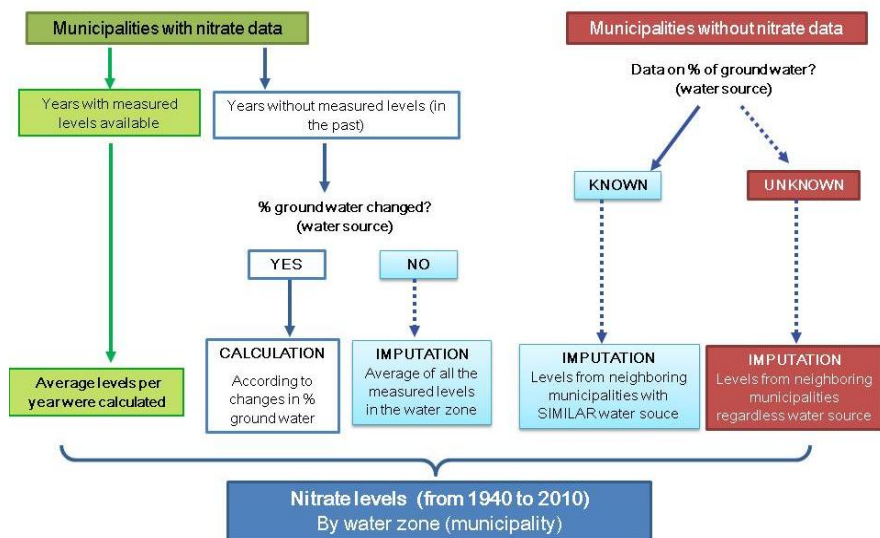 Municipalities with nitrate data
Municipalities without nitrate data
Years with measured
levels available
Years without measured levels (in
the past)
Data on % of ground water?
(water source)
KNOWN
UNKNOWN
% ground water changed?
(water source)
YES
NO
Average levels per
year were calculated
CALCULATION
According to
changes in %
ground water
IMPUTATION
Average of all the
measured levels
in the water zone
IMPUTATION
Levels from neighboring
municipalities with
SIMILAR water souce
IMPUTATION
Levels from neighboring
municipalities
regardless water source
Nitrate levels (from 1940 to 2010)
By water zone (municipality)